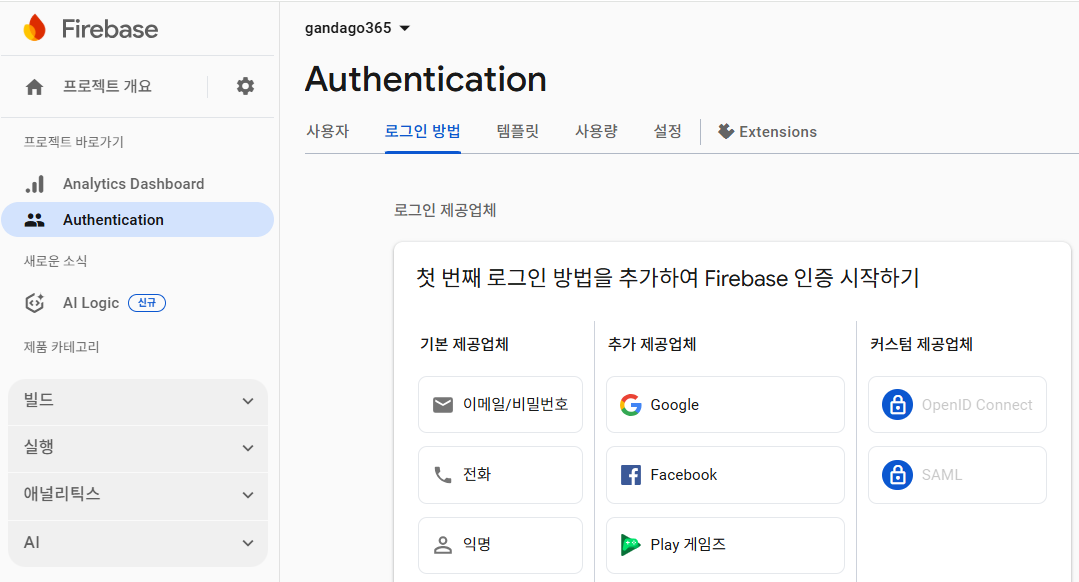 Firebase
프로젝트 개요
프로젝트 바로가기
Analytics Dashboard
Authentication
새로운 소식
AI Logic 신규
제품 카테고리
빌드
실행
애널리틱스
AI
gandago365
Authentication
사용자 로그인 방법 템플릿 사용량 설정 Extensions
로그인 제공업체
첫 번째 로그인 방법을 추가하여 Firebase 인증 시작하기
기본 제공업체
이메일/비밀번호
전화
익명
추가 제공업체
Google
Facebook
Play 게임즈
커스텀 제공업체
OpenID Connect
SAML